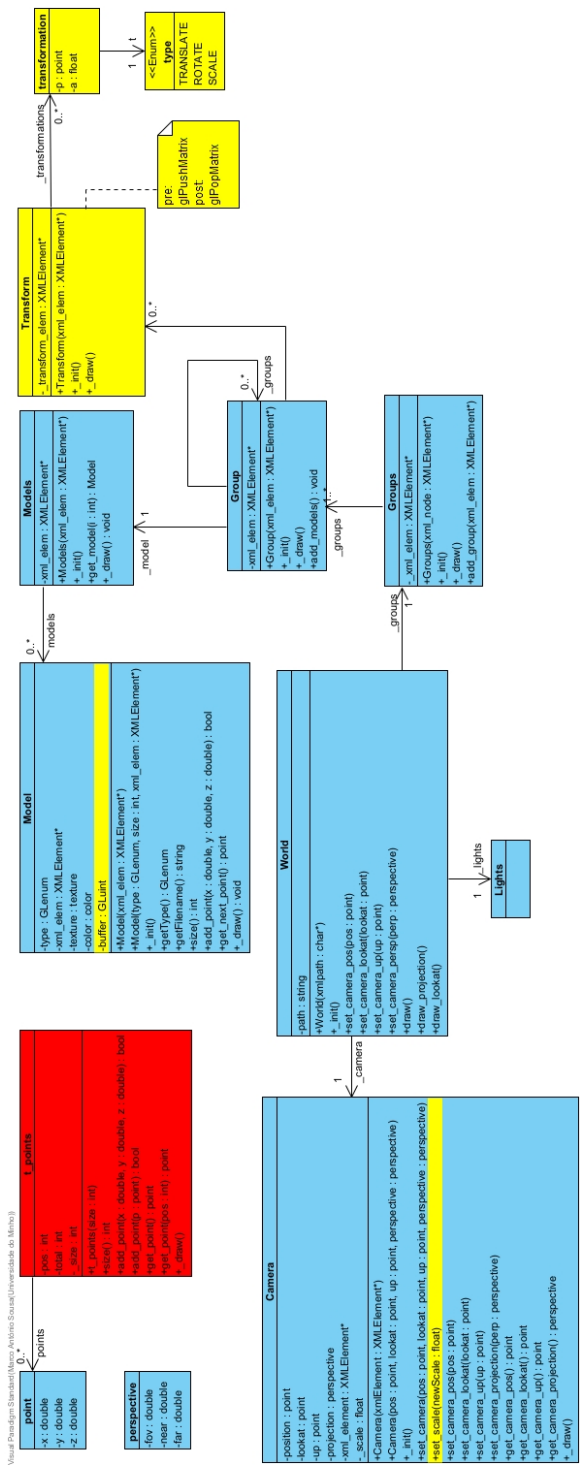 Visual Paradigm Standard(Marco António Sousa(Universidade do Minho))
point
-x : double
-y : double
-z : double
0..*
points
t_points
-pos : int
-total : int
-_size : int
+t_points(size : int)
+size() : int
+add_point(x : double, y : double, z : double) : bool
+add_point(p : point) : bool
+get_point() : point
+get_point(pos : int) : point
+_draw()
perspective
-fov : double
-near : double
-far : double
Model
-type : GLenum
-xml_elem : XMLElement*
-texture : texture
-color : color
-buffer : GLuint
+Model(xml_elem : XMLElement*)
+Model(type : GLenum, size : int, xml_elem : XMLElement*)
+_init()
+getType() : GLenum
+getFilename() : string
+size() : int
+add_point(x : double, y : double, z : double) : bool
+get_next_point() : point
+_draw() : void
0..*
models
Models
-xml_elem : XMLElement*
+Models(xml_elem : XMLElement*)
+_init()
+get_model(i : int) : Model
+_draw() : void
_model
1
Transform
-_transform_elem : XMLElement*
+Transform(xml_elem : XMLElement*)
+_init()
+_draw()
0..*
_transformations
0..*
transformation
-p : point
-a : float
1
t
<<Enum>>
type
TRANSLATE
ROTATE
SCALE
pre:
glPushMatrix
post:
glPopMatrix
Group
-xml_elem : XMLElement*
+Group(xml_elem : XMLElement*)
+_init()
+_draw()
+add_models() : void
0..*
_groups
_groups
1..*
Groups
-_xml_elem : XMLElement*
+Groups(xml_node : XMLElement*)
+_init()
+_draw()
+add_group(xml_elem : XMLElement*)
_groups
1
World
-path : string
+World(xmlpath : char*)
+_init()
+set_camera_pos(pos : point)
+set_camera_lookat(lookat : point)
+set_camera_up(up : point)
+set_camera_persp(perp : perspective)
+draw()
+draw_projection()
+draw_lookat()
1
_lights
Lights
1
_camera
Camera
-position : point
-lookat : point
-up : point
-projection : perspective
-xml_element : XMLElement*
-_scale : float
+Camera(xmlElement : XMLElement*)
+Camera(pos : point, lookat : point, up : point, perspective : perspective)
+_init()
+set_camera(pos : point, lookat : point, up : point, perspective : perspective)
+set_scale(newScale : float)
+set_camera_pos(pos : point)
+set_camera_lookat(lookat : point)
+set_camera_up(up : point)
+set_camera_projection(perp : perspective)
+get_camera_pos() : point
+get_camera_lookat() : point
+get_camera_up() : point
+get_camera_projection() : perspective
+_draw()